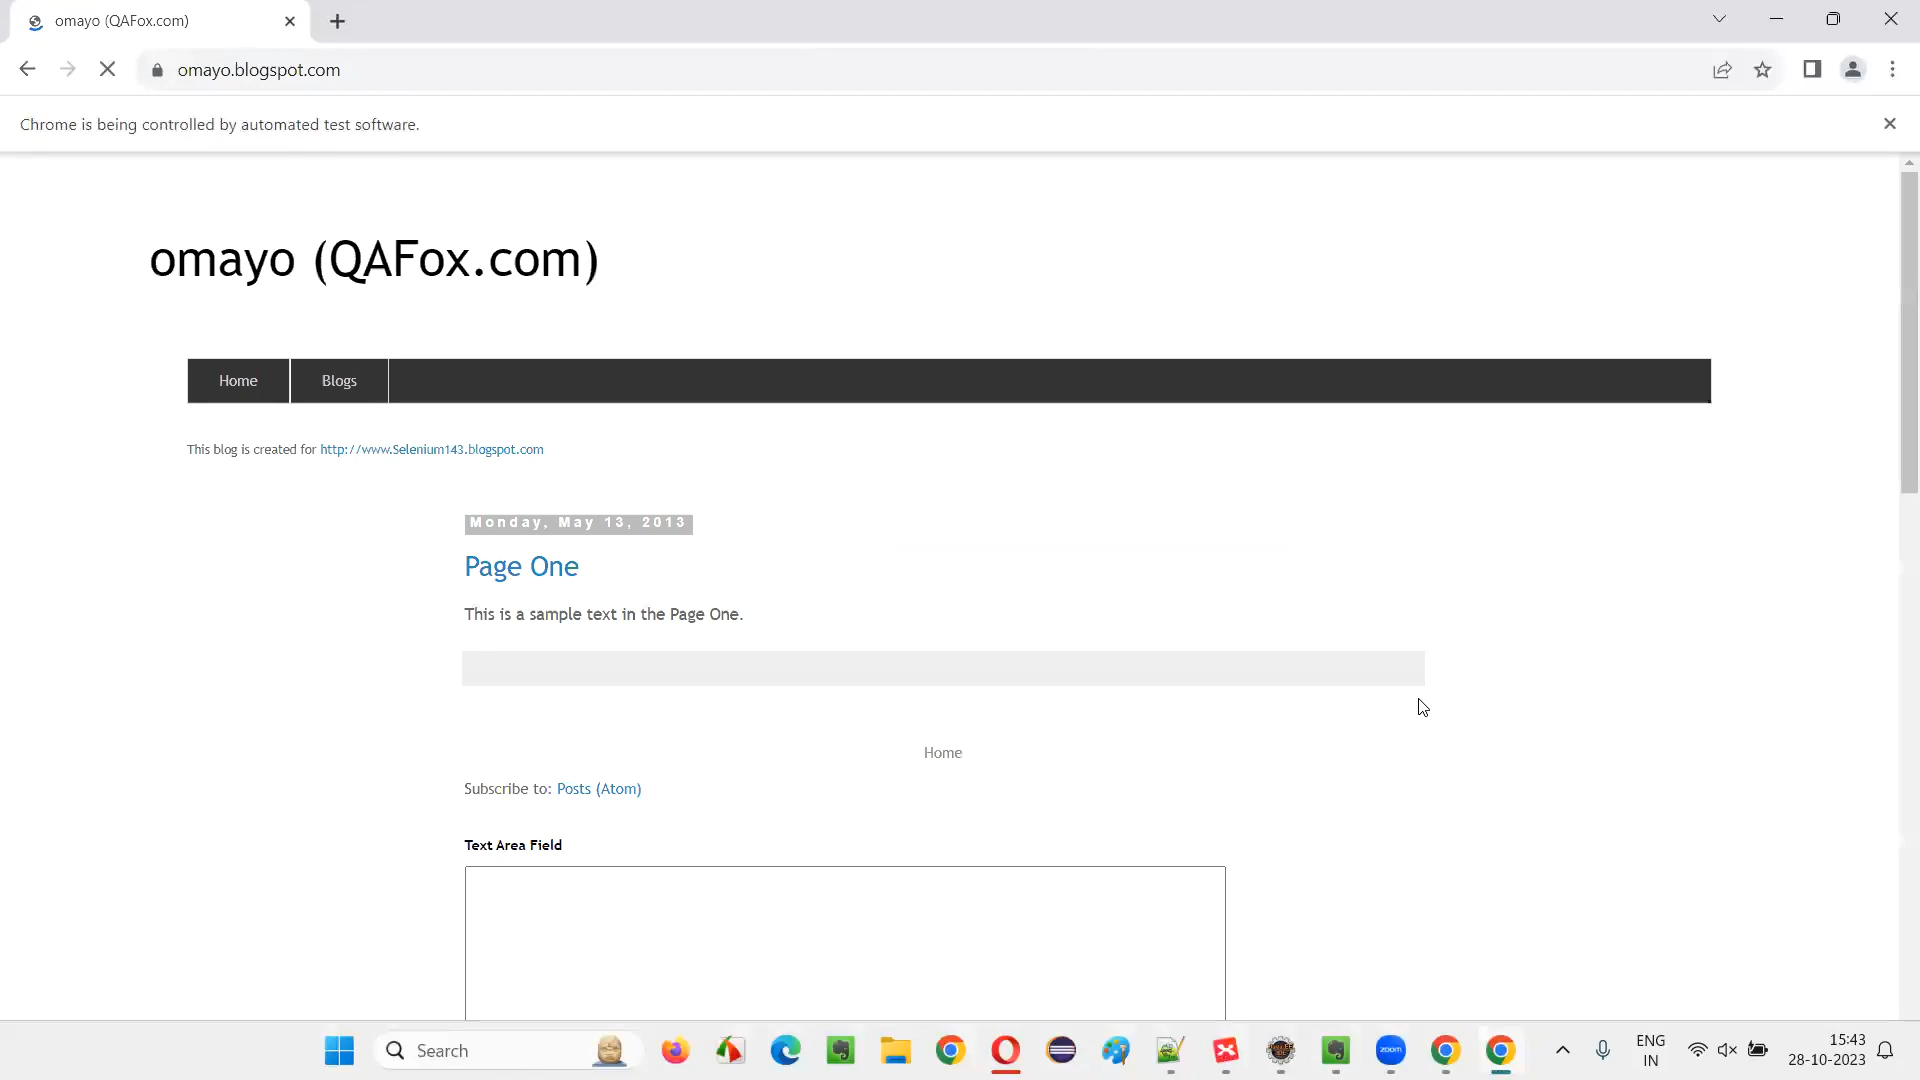 omayo (QAFox.com)
omayo.blogspot.com
Chrome is being controlled by automated test software.
omayo (QAFox.com)
Home Blogs
This blog is created for http://www.Selenium143.blogspot.com
Monday, May 13, 2013
Page One
This is a sample text in the Page One.
Home
Subscribe to: Posts (Atom)
Text Area Field
Search
zoom
ENG
IN
15:43
28-10-2023